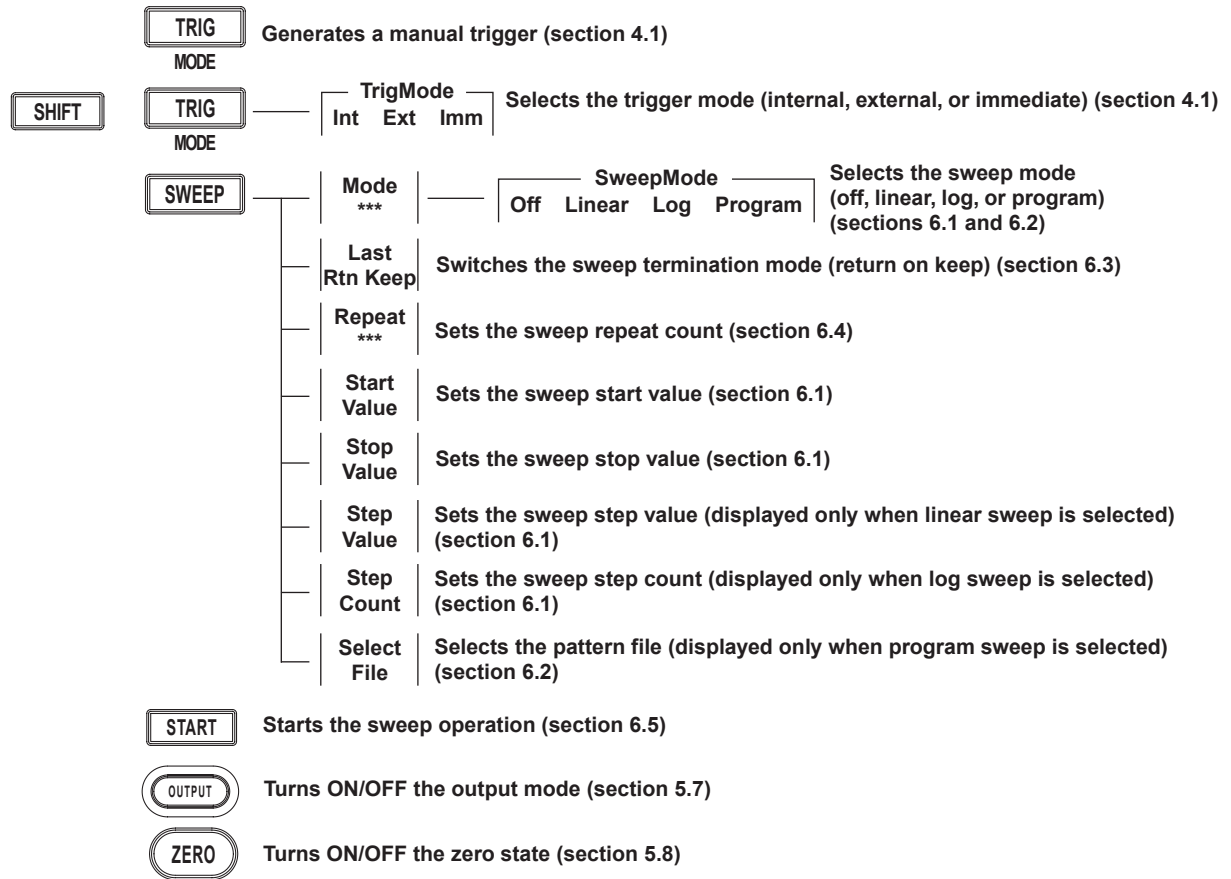 TRIG
MODE
Generates a manual trigger (section 4.1)
SHIFT
TRIG
MODE
TrigMode
Int Ext Imm
Selects the trigger mode (internal, external, or immediate) (section 4.1)
SWEEP
Mode
***
SweepMode
Off Linear Log Program
Selects the sweep mode
(off, linear, log, or program)
(sections 6.1 and 6.2)
Last
Rtn Keep
Switches the sweep termination mode (return on keep) (section 6.3)
Repeat
***
Sets the sweep repeat count (section 6.4)
Start
Value
Sets the sweep start value (section 6.1)
Stop
Value
Sets the sweep stop value (section 6.1)
Step
Value
Sets the sweep step value (displayed only when linear sweep is selected)
(section 6.1)
Step
Count
Sets the sweep step count (displayed only when log sweep is selected)
(section 6.1)
Select
File
Selects the pattern file (displayed only when program sweep is selected)
(section 6.2)
START
Starts the sweep operation (section 6.5)
OUTPUT
Turns ON/OFF the output mode (section 5.7)
ZERO
Turns ON/OFF the zero state (section 5.8)